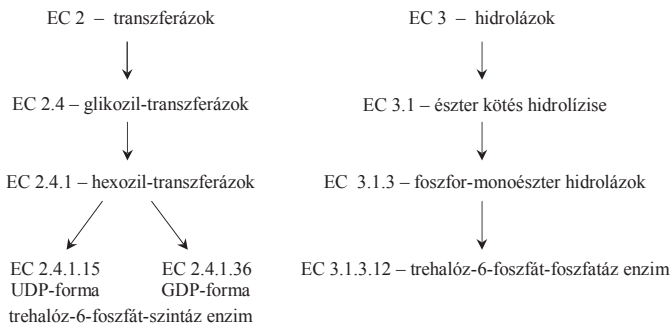 EC 2 – transzferázok
EC 2.4 – glikozil-transzferázok
EC 2.4.1 – hexozil-transzferázok
EC 2.4.1.15
UDP-forma
EC 2.4.1.36
GDP-forma
trehalóz-6-foszfát-szintáz enzim
EC 3 – hidrolázok
EC 3.1 – észter kötés hidrolízise
EC 3.1.3 – foszfor-monoészter hidrolázok
EC 3.1.3.12 – trehalóz-6-foszfát-foszfatáz enzim